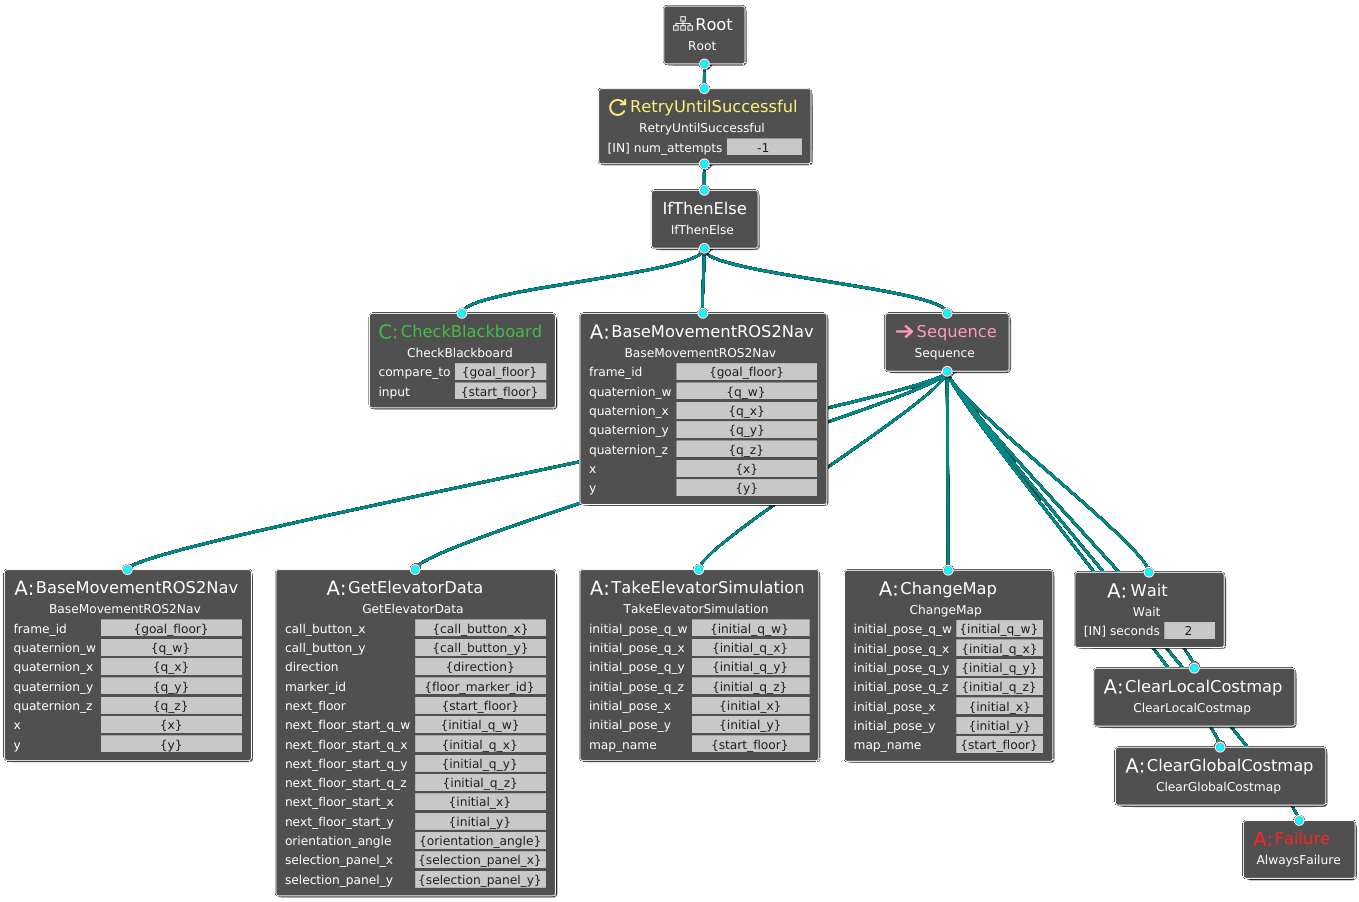 Root
Root
RetryUntilSuccessful
RetryUntilSuccessful
[IN] num_attempts -1
IfThenElse
IfThenElse
C: CheckBlackboard
CheckBlackboard
compare_to {goal_floor}
input {start_floor}
A: BaseMovementROS2Nav
BaseMovementROS2Nav
frame_id {goal_floor}
quaternion_w {q_w}
quaternion_x {q_x}
quaternion_y {q_y}
quaternion_z {q_z}
x {x}
y {y}
Sequence
Sequence
A: BaseMovementROS2Nav
BaseMovementROS2Nav
frame_id {goal_floor}
quaternion_w {q_w}
quaternion_x {q_x}
quaternion_y {q_y}
quaternion_z {q_z}
x {x}
y {y}
A: GetElevatorData
GetElevatorData
call_button_x {call_button_x}
call_button_y {call_button_y}
direction {direction}
marker_id {floor_marker_id}
next_floor {start_floor}
next_floor_start_q_w {initial_q_w}
next_floor_start_q_x {initial_q_x}
next_floor_start_q_y {initial_q_y}
next_floor_start_q_z {initial_q_z}
next_floor_start_x {initial_x}
next_floor_start_y {initial_y}
orientation_angle {orientation_angle}
selection_panel_x {selection_panel_x}
selection_panel_y {selection_panel_y}
A: TakeElevatorSimulation
TakeElevatorSimulation
initial_pose_q_w {initial_q_w}
initial_pose_q_x {initial_q_x}
initial_pose_q_y {initial_q_y}
initial_pose_q_z {initial_q_z}
initial_pose_x {initial_x}
initial_pose_y {initial_y}
map_name {start_floor}
A: ChangeMap
ChangeMap
initial_pose_q_w {initial_q_w}
initial_pose_q_x {initial_q_x}
initial_pose_q_y {initial_q_y}
initial_pose_q_z {initial_q_z}
initial_pose_x {initial_x}
initial_pose_y {initial_y}
map_name {start_floor}
A: Wait
Wait
[IN] seconds 2
A: ClearLocalCostmap
ClearLocalCostmap
A: ClearGlobalCostmap
ClearGlobalCostmap
A: Failure
AlwaysFailure